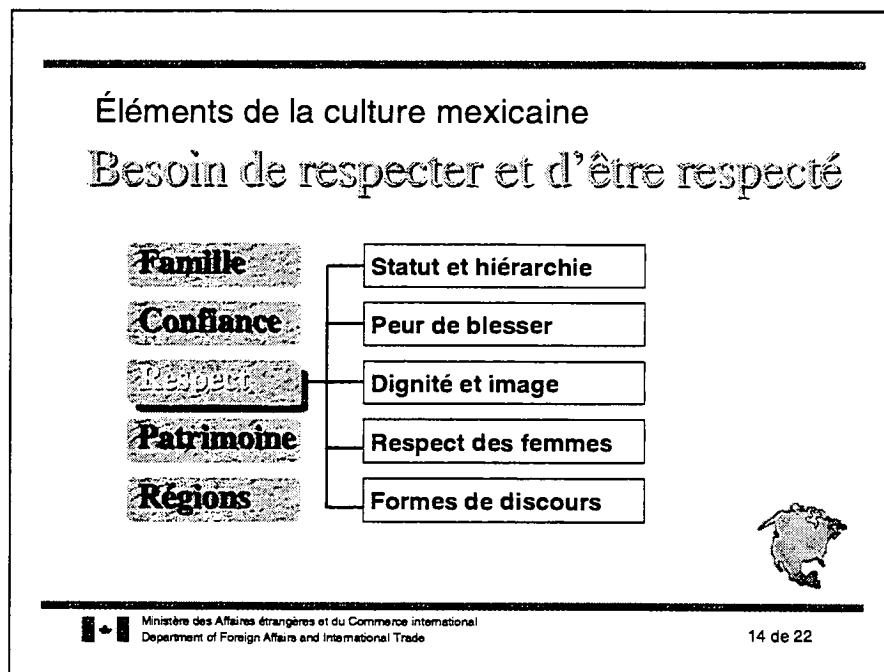 Éléments de la culture mexicaine
Besoin de respecter et d'être respecté
Famille
Confiance
Respect
Patrimoine
Régions
Statut et hiérarchie
Peur de blesser
Dignité et image
Respect des femmes
Formes de discours
Ministère des Affaires étrangères et du Commerce international
Department of Foreign Affairs and International Trade
14 de 22